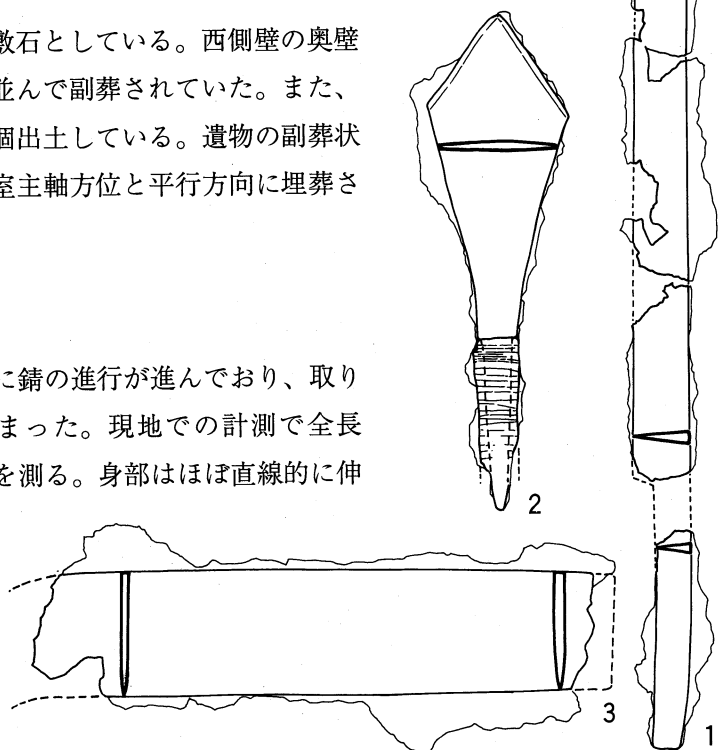 敷石としている。西側壁の奥壁
並んで副葬されていた。また、
個出土している。遺物の副葬状
室主軸方位と平行方向に埋葬さ
に錆の進行が進んでおり、取り
まった。現地での計測で全長
を測る。身部はほぼ直線的に伸
2
3
1